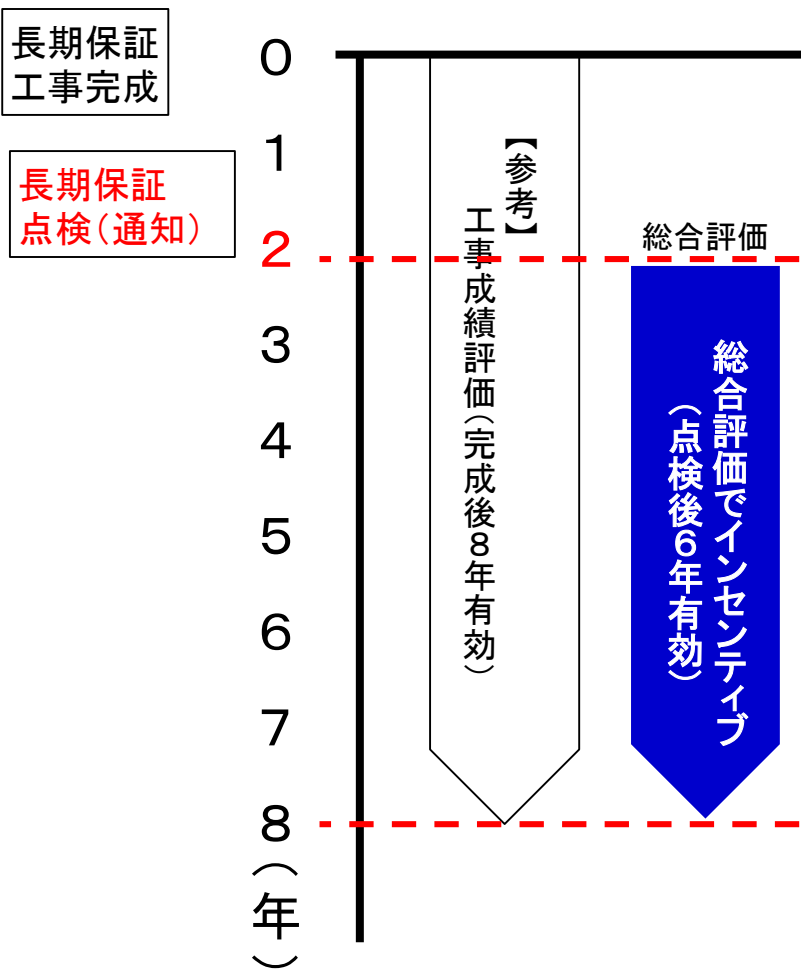 長期保証
工事完成
長期保証
点検(通知)
0
1
2
3
4
5
6
7
8
(年)
【参考】
工事成績評価(完成後8年有効)
総合評価
総合評価でインセンティブ
(点検後6年有効)